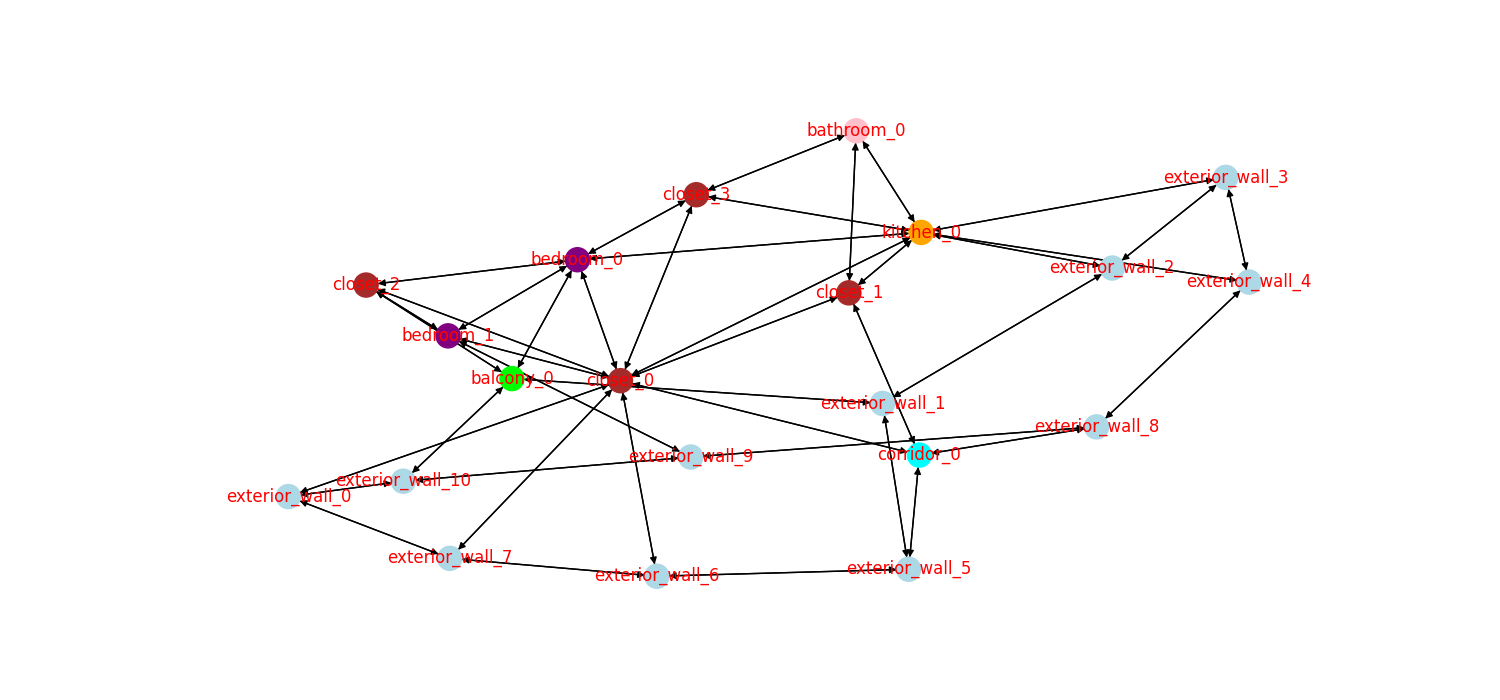 bathroom_0
exterior_wall_3
closet_3
kitchen_0
bedroom_0
exterior_wall_2
closet_2
exterior_wall_4
closet_1
bedroom_1
balcony_0
closet_0
exterior_wall_1
exterior_wall_8
corridor_0
exterior_wall_9
exterior_wall_10
exterior_wall_0
exterior_wall_7
exterior_wall_5
exterior_wall_6